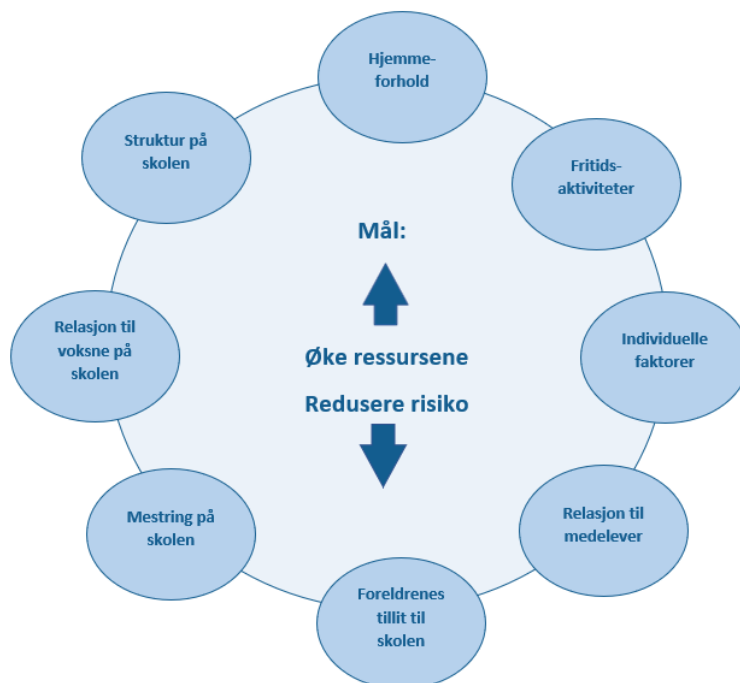 Hjemme-
forhold
Fritids-
aktiviteter
Individuelle
faktorer
Relasjon til
medelever
Foreldrenes
tillit til
skolen
Mestring på
skolen
Relasjon til
voksne på
skolen
Struktur på
skolen
Mål:
Øke ressursene
Redusere risiko